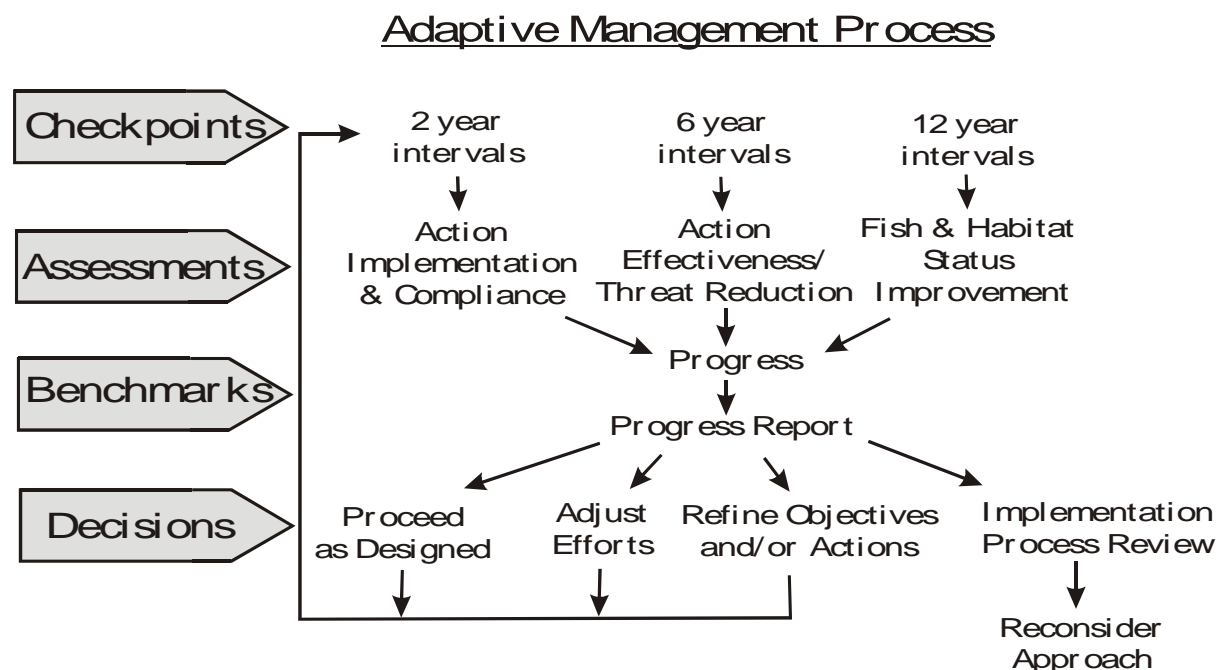 Adaptive Management Process
Checkpoints
2 year
intervals
6 year
intervals
12 year
intervals
Assessments
Action
Implementation
& Compliance
Action
Effectiveness/
Threat Reduction
Fish & Habitat
Status
Improvement
Benchmarks
Progress
Progress Report
Decisions
Proceed
as Designed
Adjust
Efforts
Refine Objectives
and/or Actions
Implementation
Process Review
Reconsider
Approach